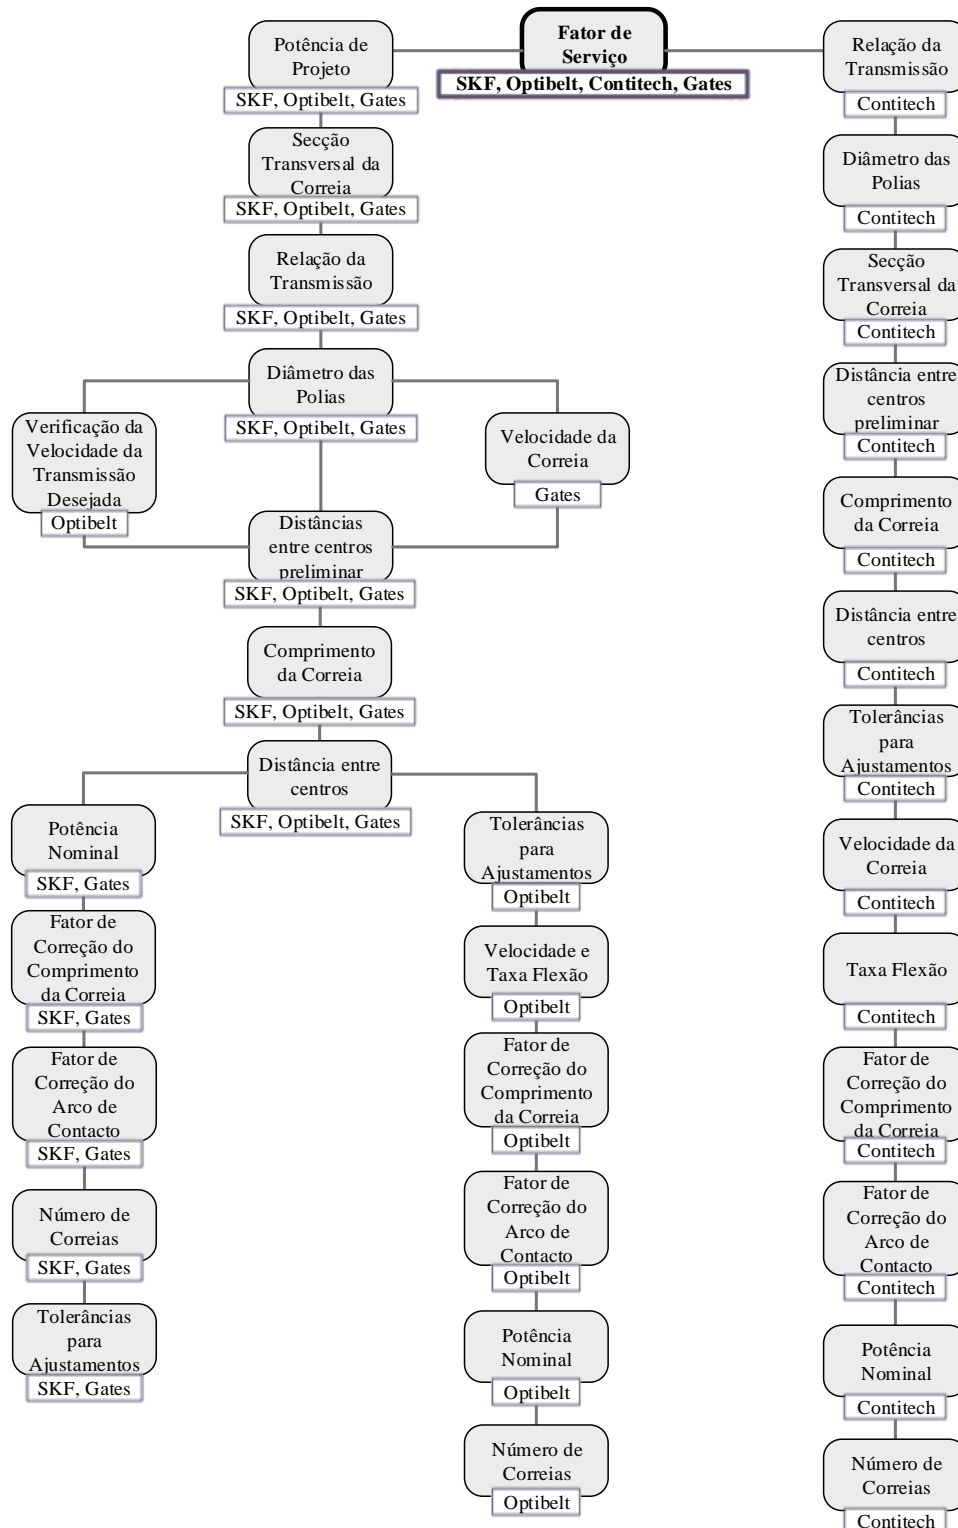 Fator de
Serviço
SKF, Optibelt, Contitech, Gates
Potência de
Projeto
SKF, Optibelt, Gates
Secção
Transversal da
Correia
SKF, Optibelt, Gates
Relação da
Transmissão
SKF, Optibelt, Gates
Diâmetro das
Polias
SKF, Optibelt, Gates
Verificação da
Velocidade da
Transmissão
Desejada
Optibelt
Velocidade da
Correia
Gates
Distâncias
entre centros
preliminar
SKF, Optibelt, Gates
Comprimento
da Correia
SKF, Optibelt, Gates
Distância entre
centros
SKF, Optibelt, Gates
Potência
Nominal
SKF, Gates
Fator de
Correção do
Comprimento
da Correia
SKF, Gates
Fator de
Correção do
Arco de
Contacto
SKF, Gates
Número de
Correias
SKF, Gates
Tolerâncias
para
Ajustamentos
SKF, Gates
Tolerâncias
para
Ajustamentos
Optibelt
Velocidade e
Taxa Flexão
Optibelt
Fator de
Correção do
Comprimento
da Correia
Optibelt
Fator de
Correção do
Arco de
Contacto
Optibelt
Potência
Nominal
Optibelt
Número de
Correias
Optibelt
Relação da
Transmissão
Contitech
Diâmetro das
Polias
Contitech
Secção
Transversal da
Correia
Contitech
Distância entre
centros
preliminar
Contitech
Comprimento
da Correia
Contitech
Distância entre
centros
Contitech
Tolerâncias
para
Ajustamentos
Contitech
Velocidade da
Correia
Contitech
Taxa Flexão
Contitech
Fator de
Correção do
Comprimento
da Correia
Contitech
Fator de
Correção do
Arco de
Contacto
Contitech
Potência
Nominal
Contitech
Número de
Correias
Contitech